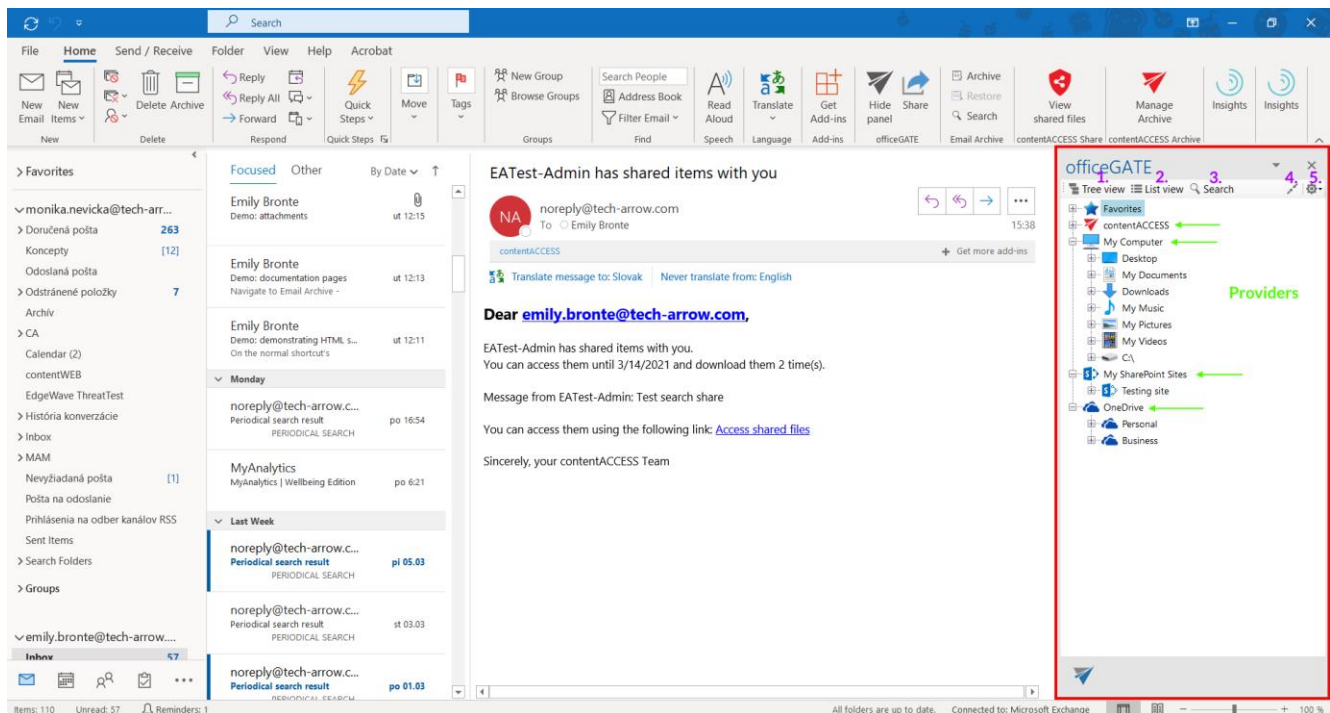 Search
File Home Send / Receive Folder View Help Acrobat
New Email
New Items
Delete
Archive
Reply
Reply All
Forward
Quick Steps
Move
Tags
New Group
Browse Groups
Search People
Address Book
Filter Email
Read Aloud
Translate
Get Add-ins
Hide panel
Share
Archive
Restore
Search
View shared files
Manage Archive
Insights
Insights
New
Delete
Respond
Quick Steps
Groups
Find
Speech
Language
Add-ins
officeGATE
Email Archive
contentACCESS Share
contentACCESS Archive
Favorites
monika.nevicka@tech-arr...
Doručená pošta 263
Koncepty [12]
Odoslaná pošta
Odstránené položky 7
Archív
CA
Calendar (2)
contentWEB
EdgeWave ThreatTest
História konverzácie
Inbox
MAM
Nevyžiadaná pošta [1]
Pošta na odoslanie
Prihlásenia na odber kanálov RSS
Sent Items
Search Folders
Groups
emily.bronte@tech-arrow....
Inbox 57
Focused Other By Date
Emily Bronte
Demo: attachments ut 12:15
Emily Bronte
Demo: documentation pages ut 12:13
Navigate to Email Archive -
Emily Bronte
Demo: demonstrating HTML s... ut 12:11
On the normal shortcut's
Monday
noreply@tech-arrow.c...
Periodical search result po 16:54
PERIODICAL SEARCH
MyAnalytics
MyAnalytics | Wellbeing Edition po 6:21
Last Week
noreply@tech-arrow.c...
Periodical search result pi 05.03
PERIODICAL SEARCH
noreply@tech-arrow.c...
Periodical search result st 03.03
PERIODICAL SEARCH
noreply@tech-arrow.c...
Periodical search result po 01.03
PERIODICAL SEARCH
EATest-Admin has shared items with you
NA
noreply@tech-arrow.com
To Emily Bronte 15:38
contentACCESS + Get more add-ins
Translate message to: Slovak Never translate from: English
Dear emily.bronte@tech-arrow.com,
EATest-Admin has shared items with you.
You can access them until 3/14/2021 and download them 2 time(s).
Message from EATest-Admin: Test search share
You can access them using the following link: Access shared files
Sincerely, your contentACCESS Team
officeGATE
1. 2. 3. 4. 5.
Tree view List view Search
Favorites
contentACCESS
My Computer
Desktop
My Documents
Downloads
Providers
My Music
My Pictures
My Videos
C:\
My SharePoint Sites
Testing site
OneDrive
Personal
Business
Items: 110 Unread: 57 Reminders: 1 All folders are up to date. Connected to: Microsoft Exchange 100 %